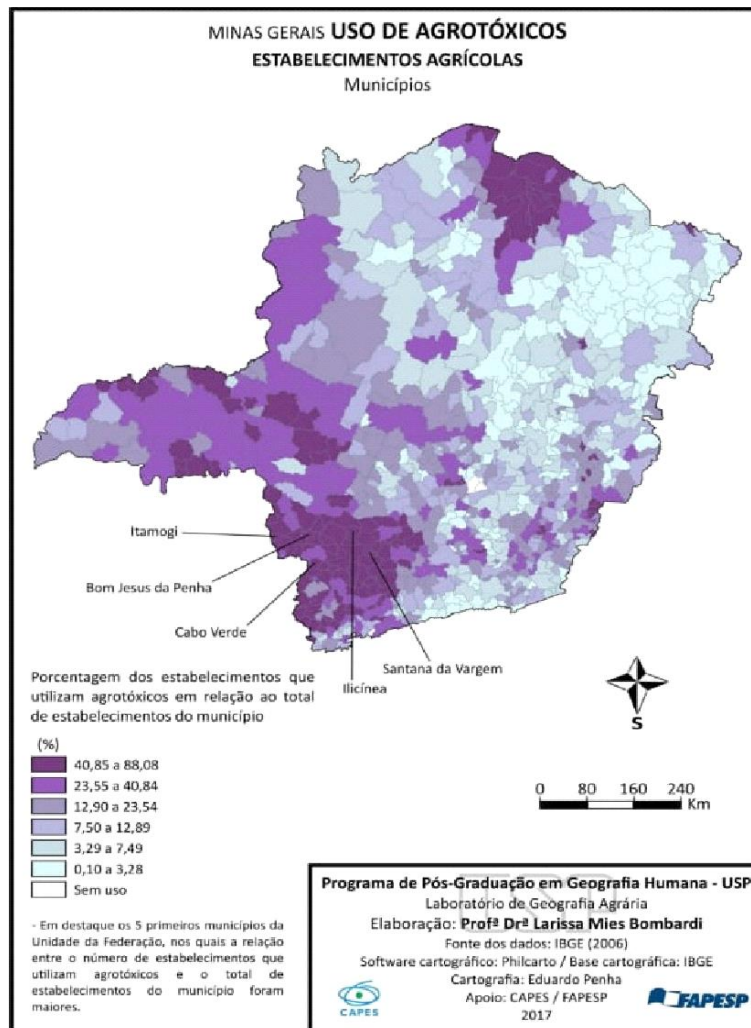 MINAS GERAIS USO DE AGROTÓXICOS
ESTABELECIMENTOS AGRÍCOLAS
Municípios
Itamogi
Bom Jesus da Penha
Cabo Verde
Santana da Vargem
Ilicínea
Porcentagem dos estabelecimentos que
utilizam agrotóxicos em relação ao total
de estabelecimentos do município
(%)
40,85 a 88,08
23,55 a 40,84
12,90 a 23,54
7,50 a 12,89
3,29 a 7,49
0,10 a 3,28
Sem uso
- Em destaque os 5 primeiros municípios da
Unidade da Federação, nos quais a relação
entre o número de estabelecimentos que
utilizam agrotóxicos e o total de
estabelecimentos do município foram
maiores.
S
0 80 160 240
Km
USP
Programa de Pós-Graduação em Geografia Humana - USP
Laboratório de Geografia Agrária
Elaboração: Profª Drª Larissa Mies Bombardi
Fonte dos dados: IBGE (2006)
Software cartográfico: Philcarto / Base cartográfica: IBGE
Cartografia: Eduardo Penha
Apoio: CAPES / FAPESP
2017
CAPES
FAPESP